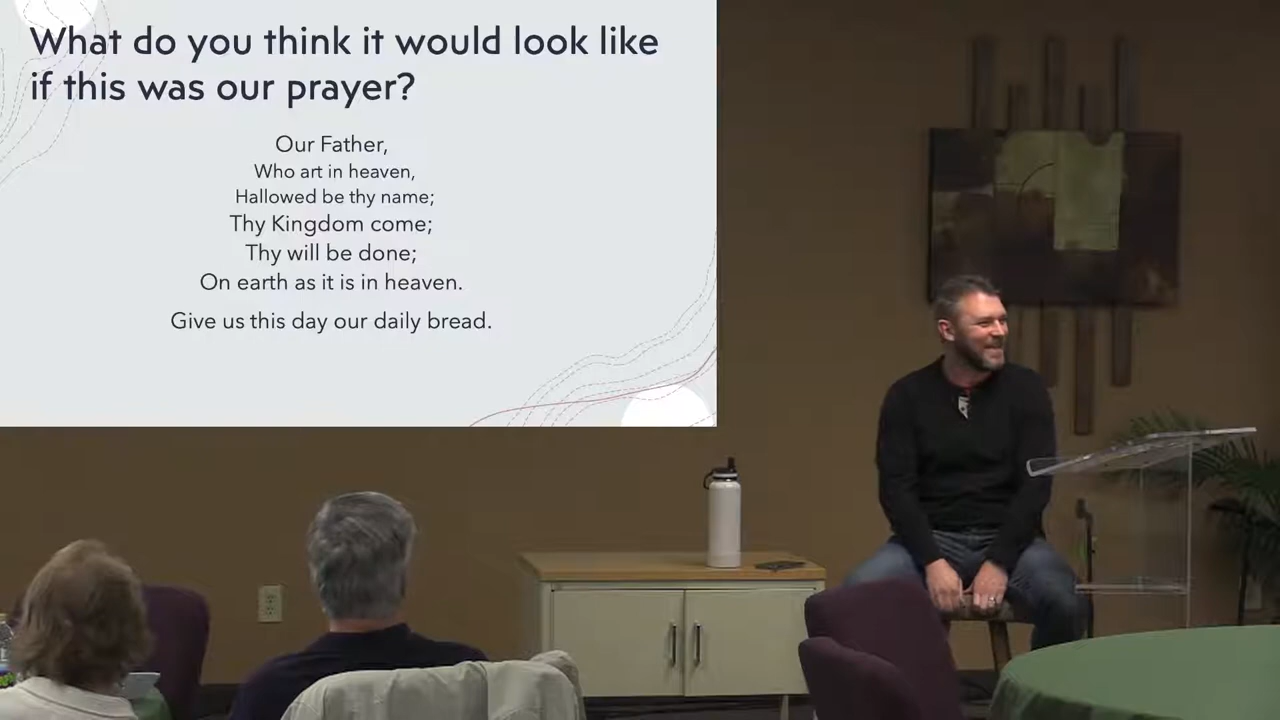 What do you think it would look like
if this was our prayer?
Our Father,
Who art in heaven,
Hallowed be thy name;
Thy Kingdom come;
Thy will be done;
On earth as it is in heaven.
Give us this day our daily bread.